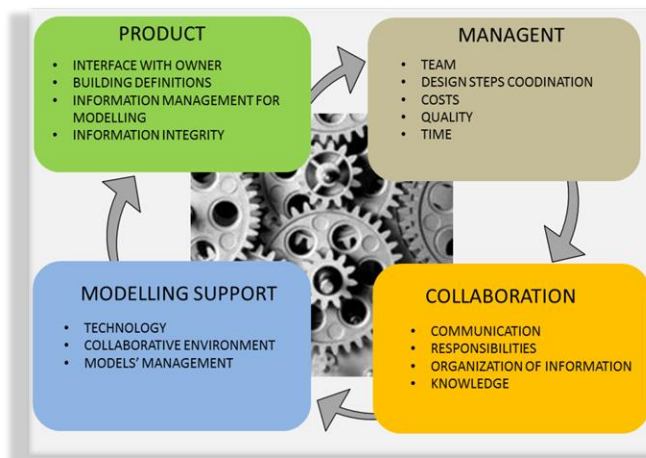 PRODUCT
• INTERFACE WITH OWNER
• BUILDING DEFINITIONS
• INFORMATION MANAGEMENT FOR
MODELLING
• INFORMATION INTEGRITY
MANAGENT
• TEAM
• DESIGN STEPS COODINATION
• COSTS
• QUALITY
• TIME
MODELLING SUPPORT
• TECHNOLOGY
• COLLABORATIVE ENVIRONMENT
• MODELS’ MANAGEMENT
COLLABORATION
• COMMUNICATION
• RESPONSIBILITIES
• ORGANIZATION OF INFORMATION
• KNOWLEDGE